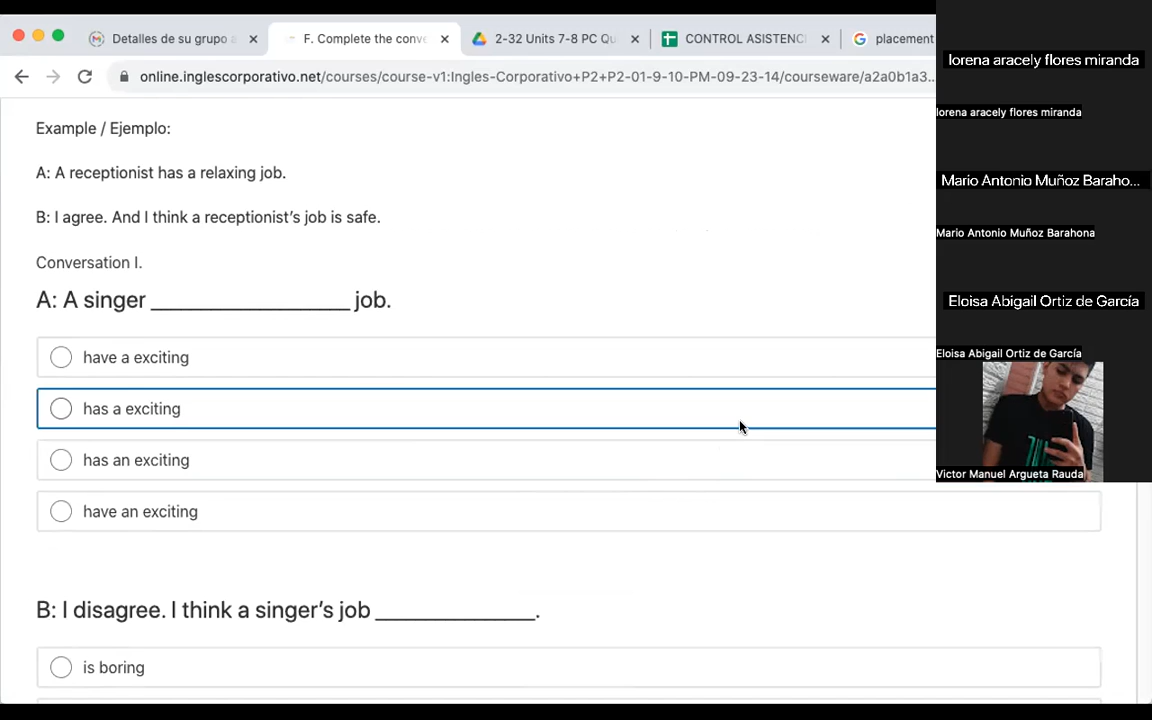 Detalles de su grupo a
F. Complete the conve
2-32 Units 7-8 PC Qu
CONTROL ASISTENCI
placement
online.inglescorporativo.net/courses/course-v1:Ingles-Corporativo+P2+P2-01-9-10-PM-09-23-14/courseware/a2a0b1a3...
Example / Ejemplo:
A: A receptionist has a relaxing job.
B: I agree. And I think a receptionist's job is safe.
Conversation I.
A: A singer ___________________ job.
have a exciting
has a exciting
has an exciting
have an exciting
B: I disagree. I think a singer's job _______________.
is boring
lorena aracely flores miranda
lorena aracely flores miranda
Mario Antonio Muñoz Baraho...
Mario Antonio Muñoz Barahona
Eloisa Abigail Ortiz de García
Eloisa Abigail Ortiz de García
Victor Manuel Argueta Rauda